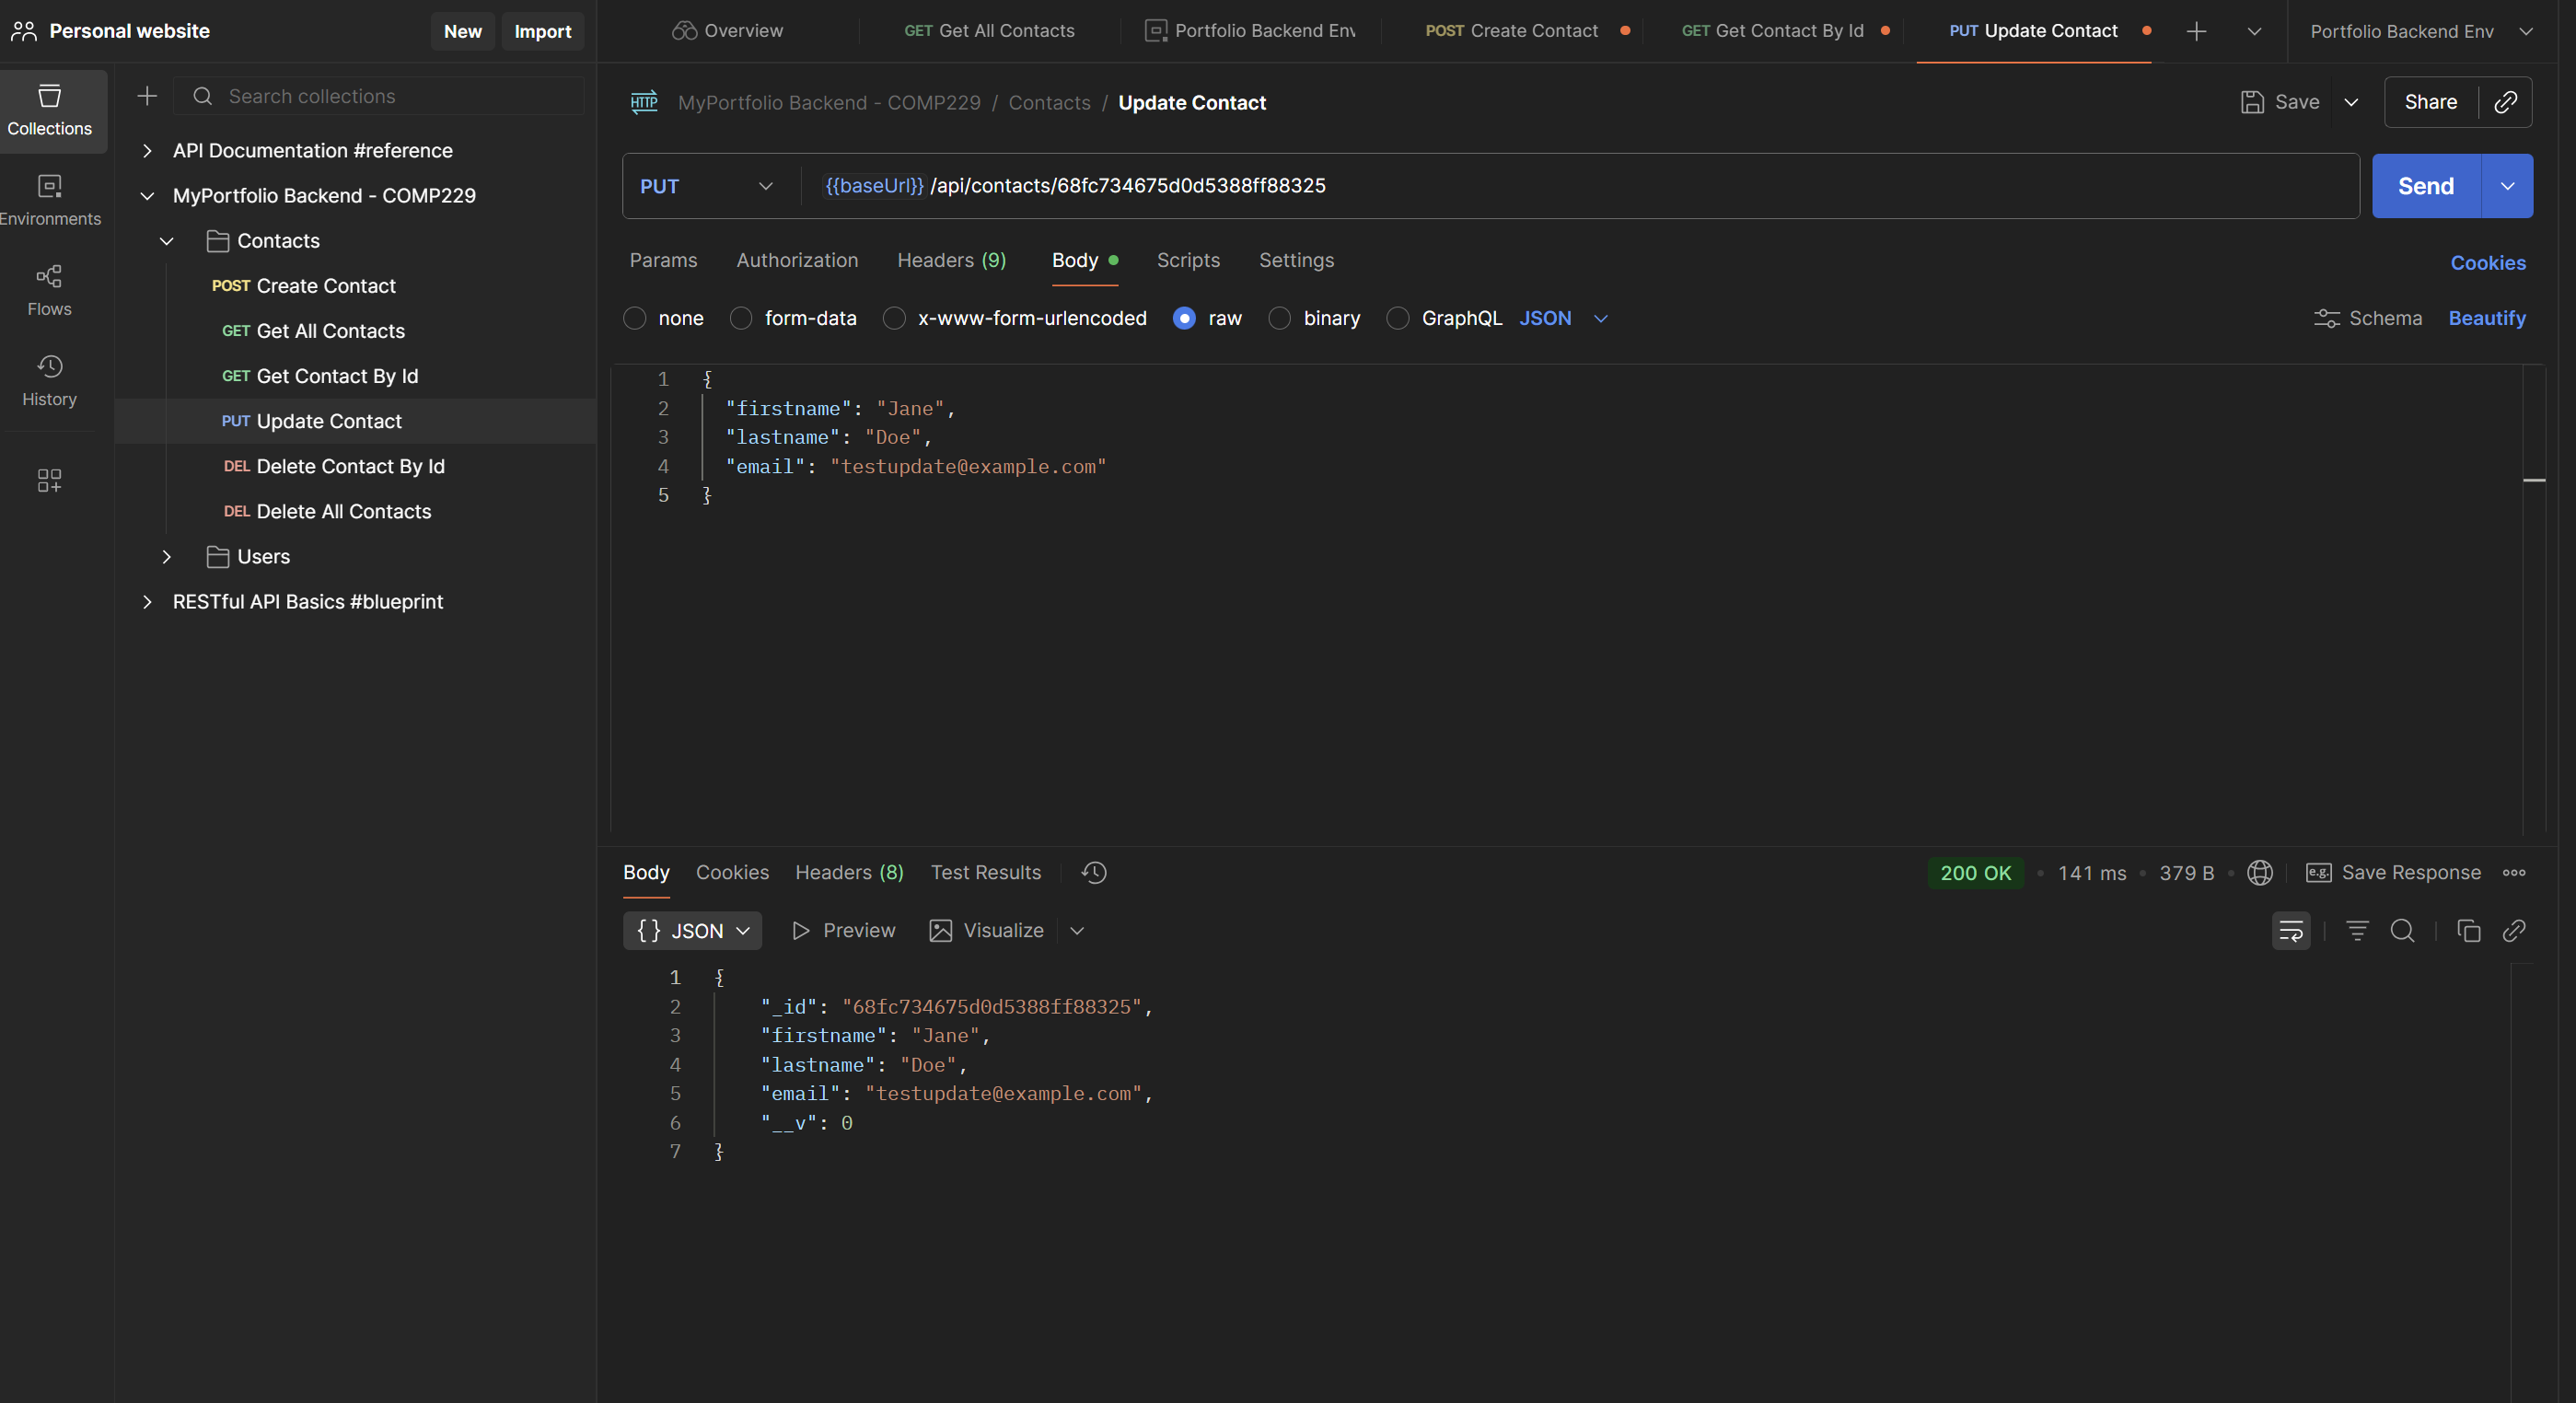 Personal website
New
Import
Overview
GET Get All Contacts
Portfolio Backend Env
POST Create Contact
GET Get Contact By Id
PUT Update Contact
Portfolio Backend Env
Collections
Environments
Flows
History
Search collections
API Documentation #reference
MyPortfolio Backend - COMP229
Contacts
POST Create Contact
GET Get All Contacts
GET Get Contact By Id
PUT Update Contact
DEL Delete Contact By Id
DEL Delete All Contacts
Users
RESTful API Basics #blueprint
HTTP MyPortfolio Backend - COMP229 / Contacts / Update Contact
Save
Share
PUT
{{baseUrl}} /api/contacts/68fc734675d0d5388ff88325
Send
Params Authorization Headers (9) Body Scripts Settings
Cookies
none form-data x-www-form-urlencoded raw binary GraphQL JSON
Schema Beautify
1 {
2 "firstname": "Jane",
3 "lastname": "Doe",
4 "email": "testupdate@example.com"
5 }
Body Cookies Headers (8) Test Results
200 OK • 141 ms • 379 B •
e.g. Save Response
{} JSON Preview Visualize
1 {
2 "_id": "68fc734675d0d5388ff88325",
3 "firstname": "Jane",
4 "lastname": "Doe",
5 "email": "testupdate@example.com",
6 "__v": 0
7 }